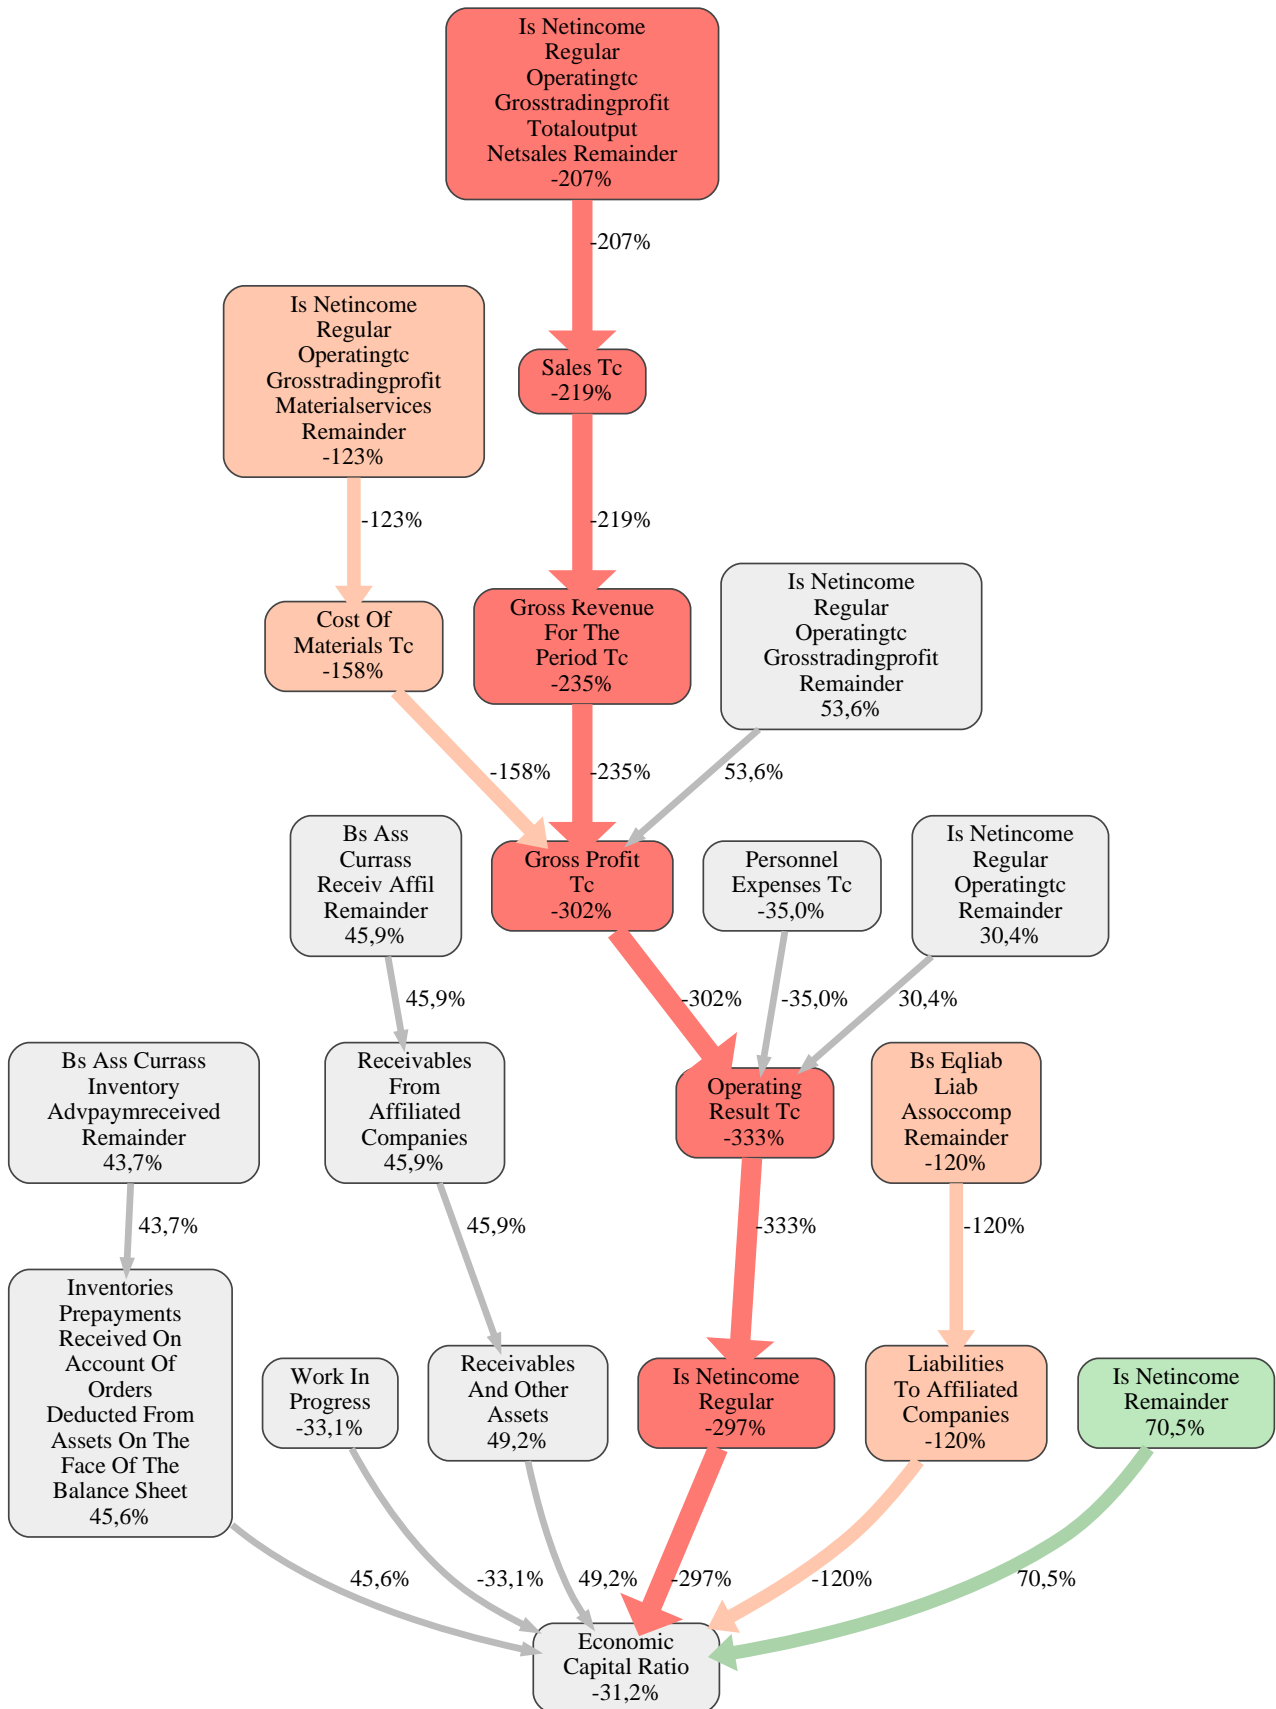 Is Netincome
Regular
Operatingtc
Grosstradingprofit
Totaloutput
Netsales Remainder
-207%
-207%
Is Netincome
Regular
Operatingtc
Grosstradingprofit
Materialservices
Remainder
-123%
Sales Tc
-219%
-123%
-219%
Cost Of
Materials Tc
-158%
Gross Revenue
For The
Period Tc
-235%
Is Netincome
Regular
Operatingtc
Grosstradingprofit
Remainder
53,6%
-158%
-235%
53,6%
Bs Ass
Currass
Receiv Affil
Remainder
45,9%
Gross Profit
Tc
-302%
Personnel
Expenses Tc
-35,0%
Is Netincome
Regular
Operatingtc
Remainder
30,4%
45,9%
-302%
-35,0%
30,4%
Bs Ass Currass
Inventory
Advpaymreceived
Remainder
43,7%
Receivables
From
Affiliated
Companies
45,9%
Operating
Result Tc
-333%
Bs Eqliab
Liab
Assoccomp
Remainder
-120%
43,7%
45,9%
-333%
-120%
Inventories
Prepayments
Received On
Account Of
Orders
Deducted From
Assets On The
Face Of The
Balance Sheet
45,6%
Work In
Progress
-33,1%
Receivables
And Other
Assets
49,2%
Is Netincome
Regular
-297%
Liabilities
To Affiliated
Companies
-120%
Is Netincome
Remainder
70,5%
45,6%
-33,1%
49,2%
-297%
-120%
70,5%
Economic
Capital Ratio
-31,2%